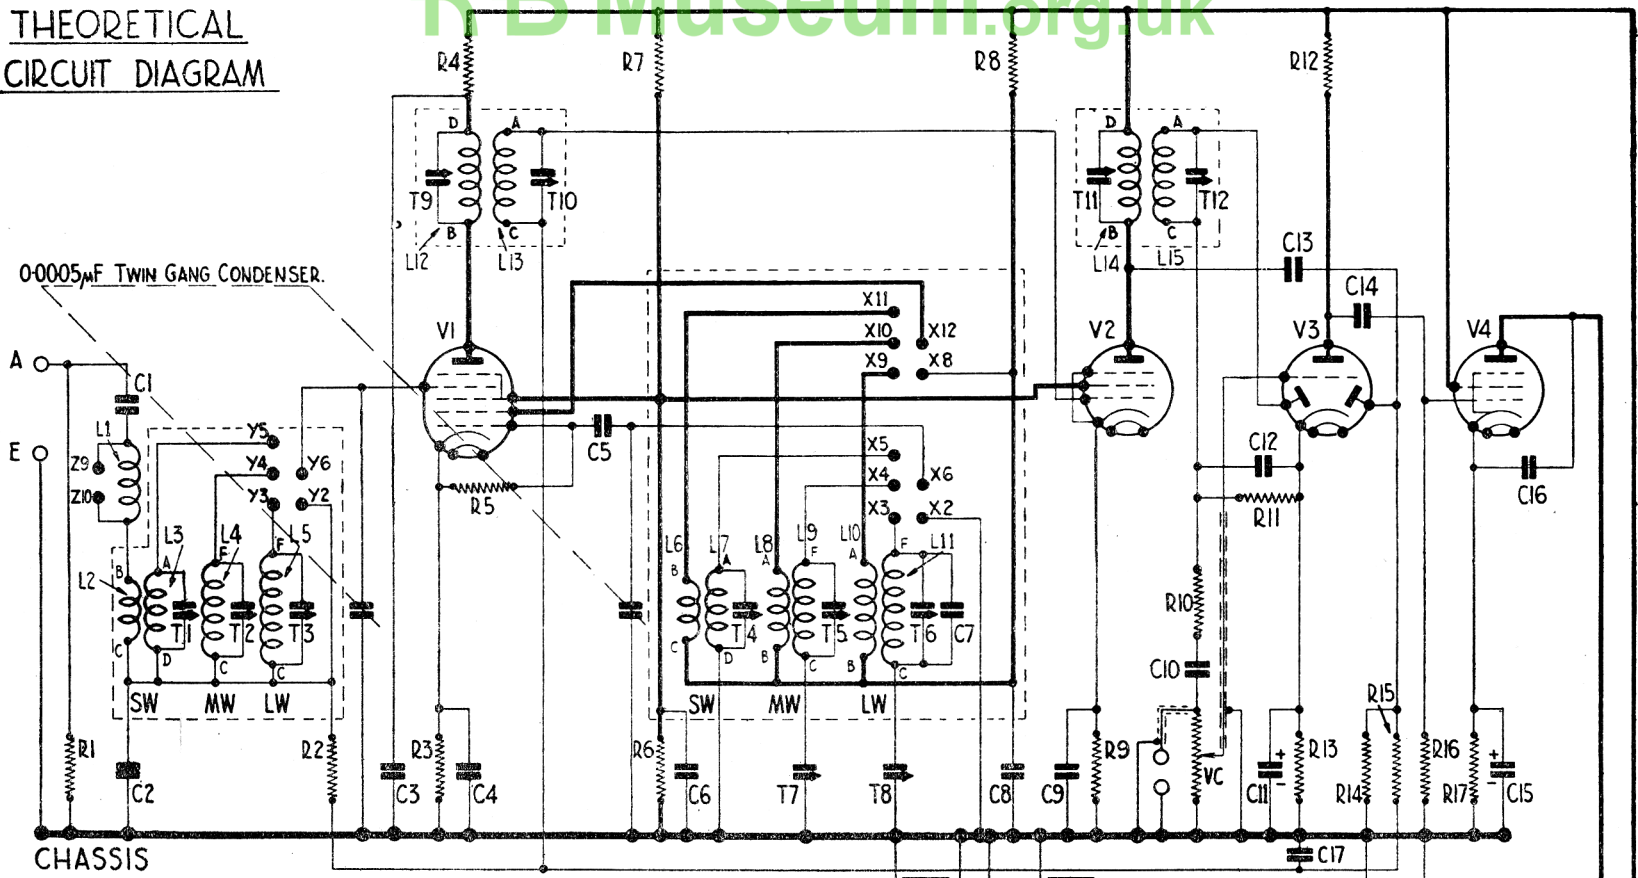 THEORETICAL
CIRCUIT DIAGRAM
Museum.org.uk
R4
R7
R8
R12
D
A
D
A
T9
T10
T11
T12
B
C
B
C
L12
L13
L14
L15
C13
0·0005µF TWIN GANG CONDENSER.
C14
X11
V1
X10
X12
V2
V3
V4
A
X9
X8
C1
L1
Y5
C5
E
Z9
Y4
Y6
X5
C12
Z10
Y3
Y2
R5
X4
X6
C16
X3
X2
R11
L3
L4
L5
L6
L7
L8
L9
L10
L11
F
F
A
A
F
A
F
L2
B
A
B
R10
T1
T2
T3
T4
T5
T6
C7
C
D
C
C
C
D
B
C
B
C
C10
SW
MW
LW
SW
MW
LW
R15
R1
R2
R3
R6
R9
R13
R16
C2
C3
C4
C6
T7
T8
C8
C9
VC
C11
+
−
R14
R17
+
−
C15
CHASSIS
C17